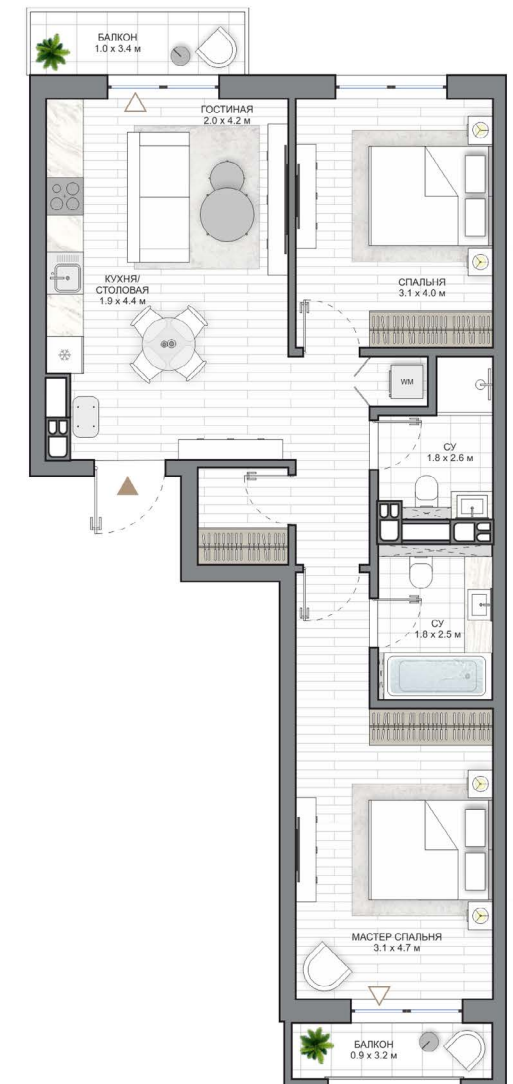 БАЛКОН
1.0 x 3.4 м
ГОСТИНАЯ
2.0 x 4.2 м
КУХНЯ/
СТОЛОВАЯ
1.9 x 4.4 м
СПАЛЬНЯ
3.1 x 4.0 м
WM
СУ
1.8 x 2.6 м
СУ
1.8 x 2.5 м
МАСТЕР СПАЛЬНЯ
3.1 x 4.7 м
БАЛКОН
0.9 x 3.2 м